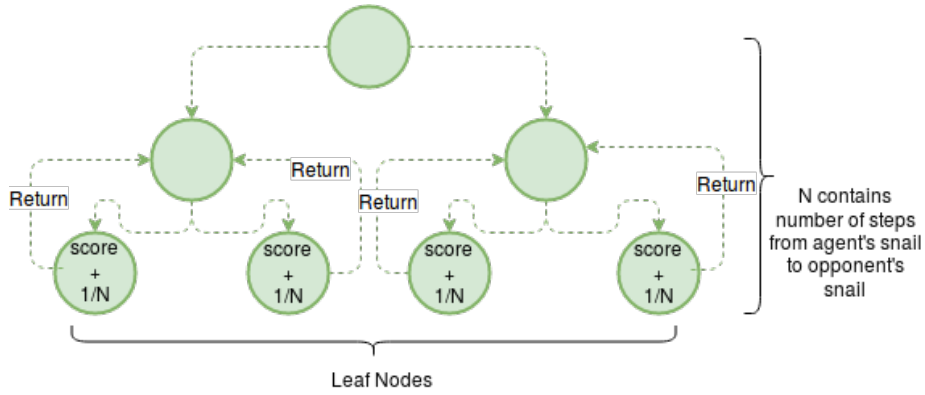 Return
Return
Return
Return
score
+
1/N
score
+
1/N
score
+
1/N
score
+
1/N
N contains
number of steps
from agent's snail
to opponent's
snail
Leaf Nodes